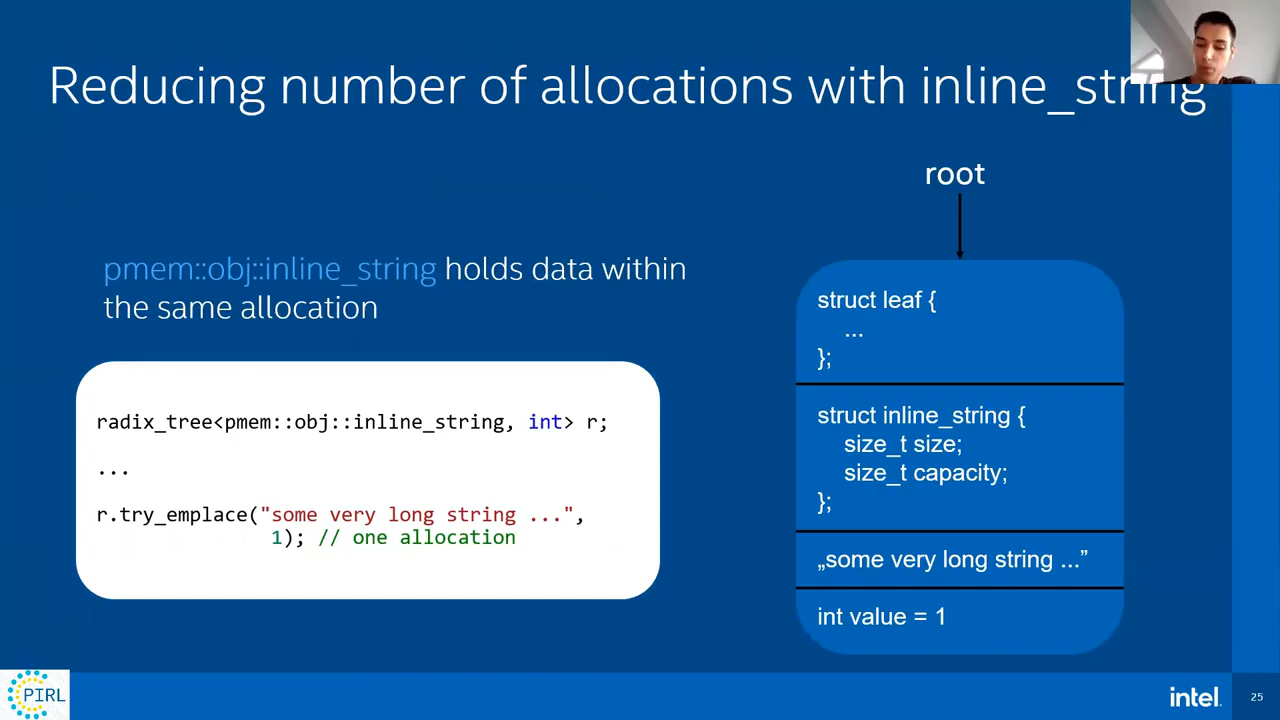 Reducing number of allocations with inline_string
root
pmem::obj::inline_string holds data within
the same allocation
radix_tree<pmem::obj::inline_string, int> r;
...
r.try_emplace("some very long string ...",
1); // one allocation
struct leaf {
...
};
struct inline_string {
size_t size;
size_t capacity;
};
„some very long string ...”
int value = 1
PIRL
intel.
25